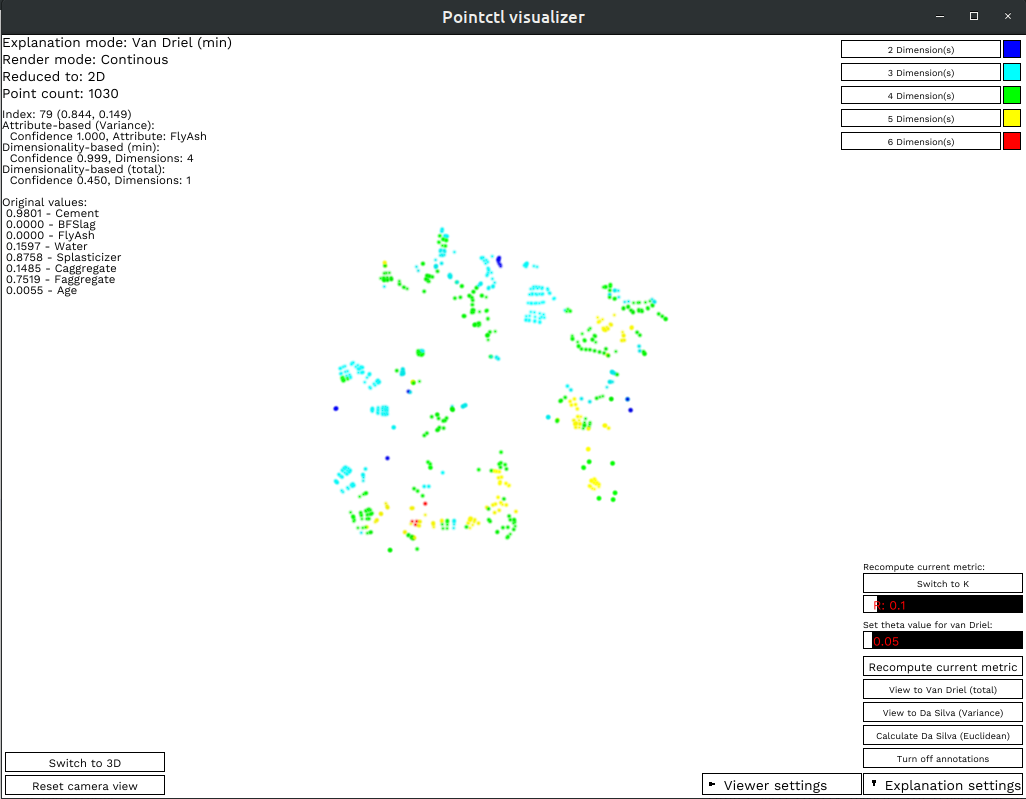 Pointctl visualizer
Explanation mode: Van Driel (min)
Render mode: Continous
Reduced to: 2D
Point count: 1030
Index: 79 (0.844, 0.149)
Attribute-based (Variance):
Confidence 1.000, Attribute: FlyAsh
Dimensionality-based (min):
Confidence 0.999, Dimensions: 4
Dimensionality-based (total):
Confidence 0.450, Dimensions: 1
Original values:
0.9801 - Cement
0.0000 - BFSlag
0.0000 - FlyAsh
0.1597 - Water
0.8758 - Splasticizer
0.1485 - Caggregate
0.7519 - Faggregate
0.0055 - Age
2 Dimension(s)
3 Dimension(s)
4 Dimension(s)
5 Dimension(s)
6 Dimension(s)
Recompute current metric:
Switch to K
R: 0.1
Set theta value for van Driel:
0.05
Recompute current metric
View to Van Driel (total)
View to Da Silva (Variance)
Calculate Da Silva (Euclidean)
Turn off annotations
Switch to 3D
Reset camera view
Viewer settings
Explanation settings